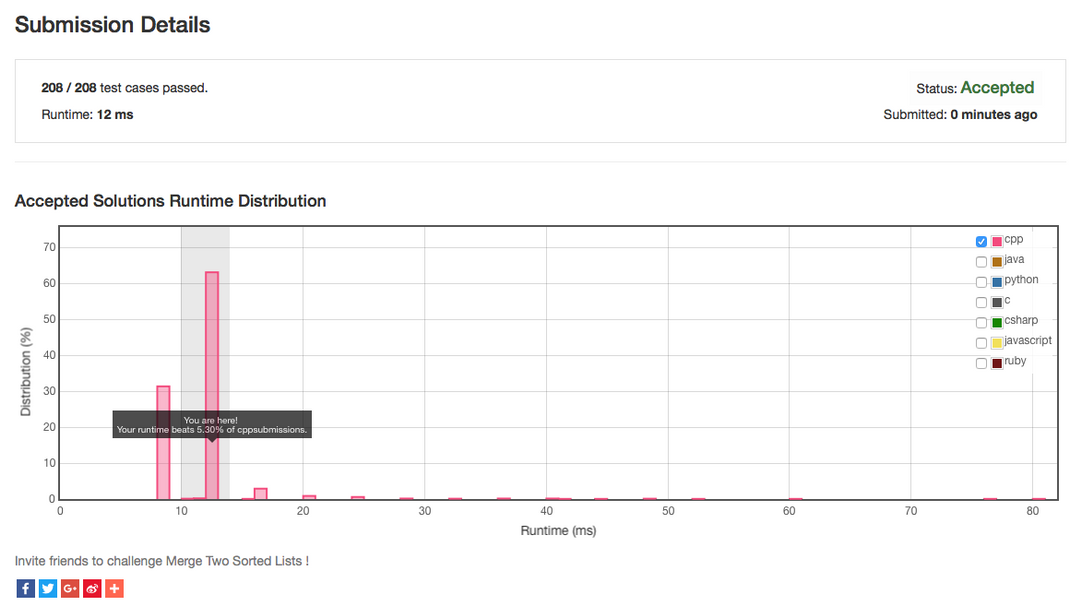 Submission Details
208 / 208 test cases passed.
Status: Accepted
Runtime: 12 ms
Submitted: 0 minutes ago
Accepted Solutions Runtime Distribution
cpp
java
python
c
csharp
javascript
ruby
70
60
50
40
30
20
10
0
Distribution (%)
You are here!
Your runtime beats 5.30% of cppsubmissions.
0 10 20 30 40 50 60 70 80
Runtime (ms)
Invite friends to challenge Merge Two Sorted Lists !
f
G+
+